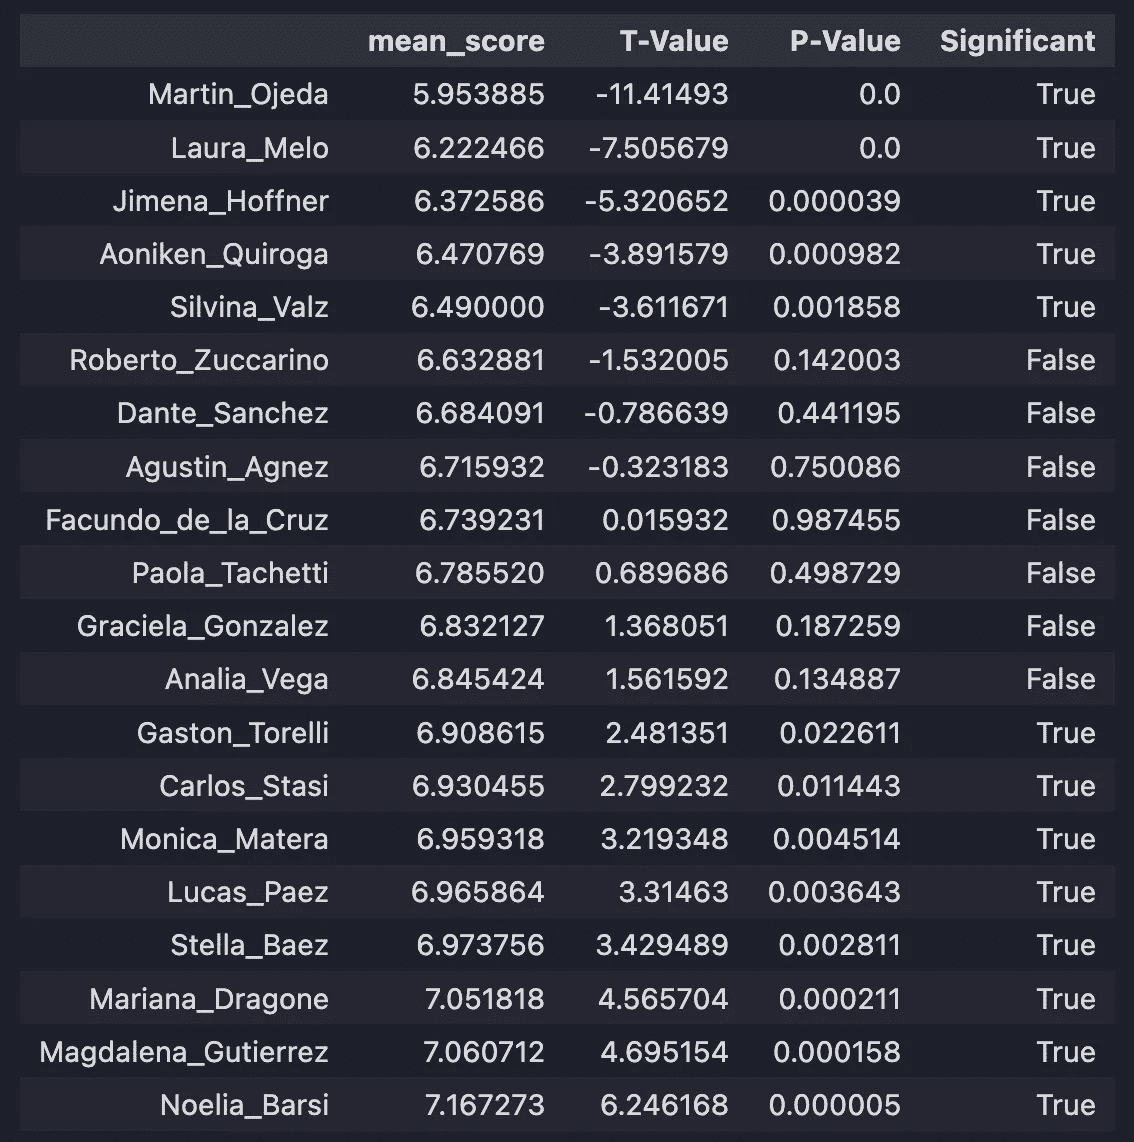 mean_score T-Value P-Value Significant
Martin_Ojeda 5.953885 -11.41493 0.0 True
Laura_Melo 6.222466 -7.505679 0.0 True
Jimena_Hoffner 6.372586 -5.320652 0.000039 True
Aoniken_Quiroga 6.470769 -3.891579 0.000982 True
Silvina_Valz 6.490000 -3.611671 0.001858 True
Roberto_Zuccarino 6.632881 -1.532005 0.142003 False
Dante_Sanchez 6.684091 -0.786639 0.441195 False
Agustin_Agnez 6.715932 -0.323183 0.750086 False
Facundo_de_la_Cruz 6.739231 0.015932 0.987455 False
Paola_Tachetti 6.785520 0.689686 0.498729 False
Graciela_Gonzalez 6.832127 1.368051 0.187259 False
Analia_Vega 6.845424 1.561592 0.134887 False
Gaston_Torelli 6.908615 2.481351 0.022611 True
Carlos_Stasi 6.930455 2.799232 0.011443 True
Monica_Matera 6.959318 3.219348 0.004514 True
Lucas_Paez 6.965864 3.31463 0.003643 True
Stella_Baez 6.973756 3.429489 0.002811 True
Mariana_Dragone 7.051818 4.565704 0.000211 True
Magdalena_Gutierrez 7.060712 4.695154 0.000158 True
Noelia_Barsi 7.167273 6.246168 0.000005 True